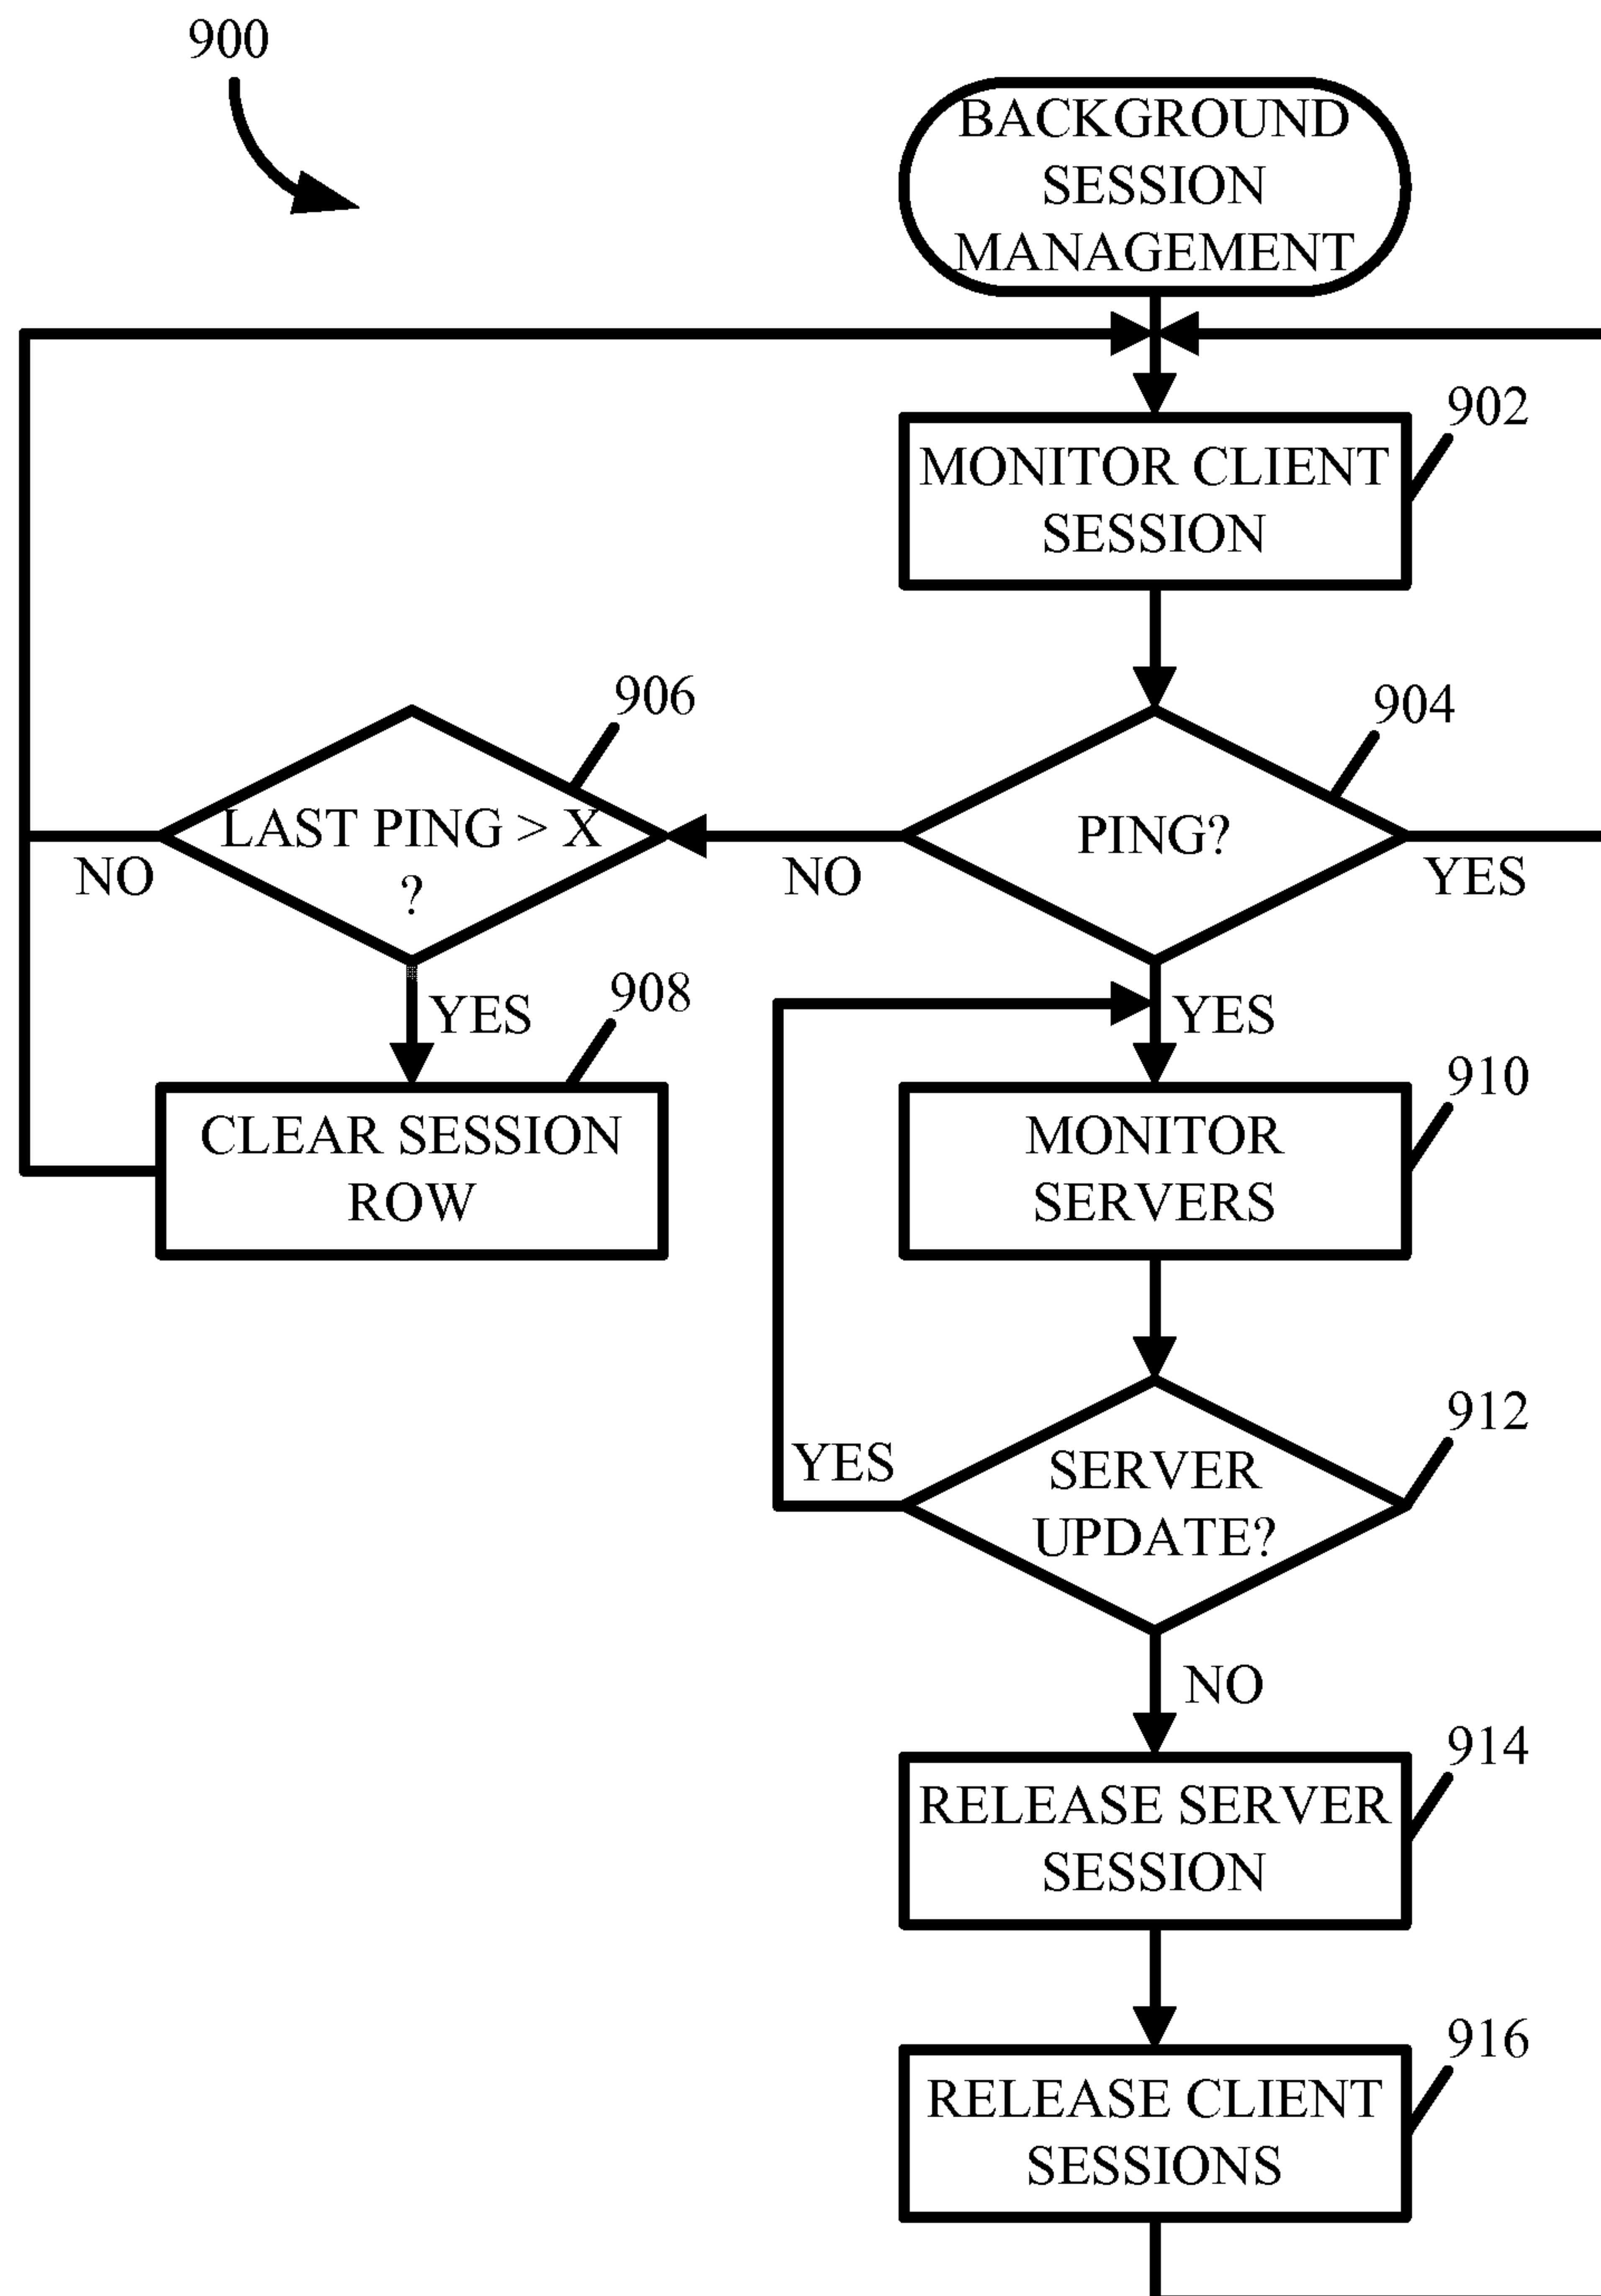 900
BACKGROUND
SESSION
MANAGEMENT
902
MONITOR CLIENT
SESSION
906
904
LAST PING > X
?
PING?
NO
NO
YES
YES
908
YES
910
CLEAR SESSION
ROW
MONITOR
SERVERS
912
YES
SERVER
UPDATE?
NO
914
RELEASE SERVER
SESSION
916
RELEASE CLIENT
SESSIONS